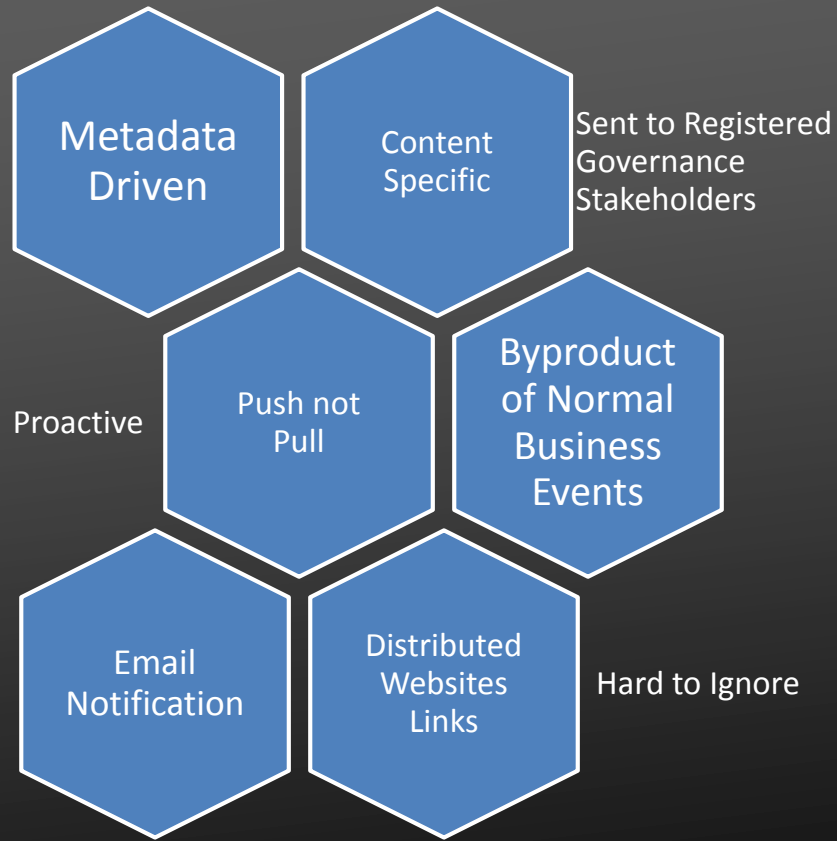 Metadata
Driven
Content
Specific
Sent to Registered
Governance
Stakeholders
Proactive
Push not
Pull
Byproduct
of Normal
Business
Events
Email
Notification
Distributed
Websites
Links
Hard to Ignore